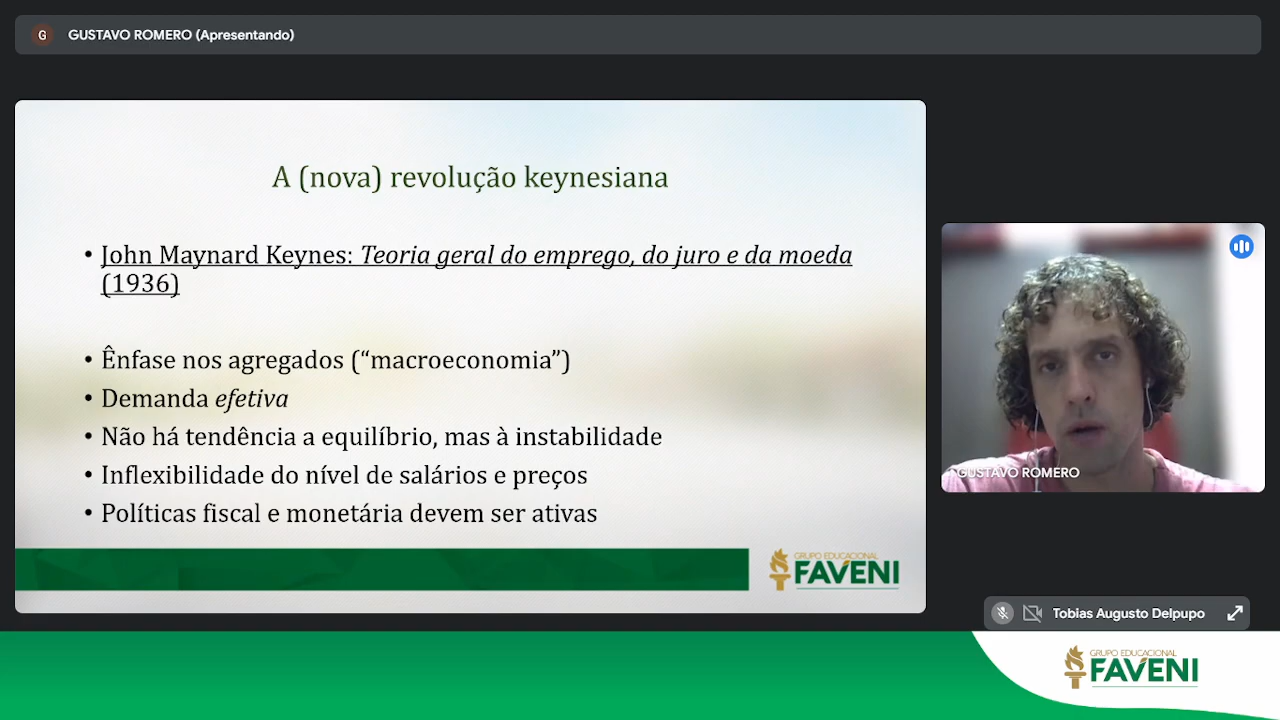 G GUSTAVO ROMERO (Apresentando)
A (nova) revolução keynesiana
• John Maynard Keynes: Teoria geral do emprego, do juro e da moeda
(1936)
• Ênfase nos agregados (“macroeconomia”)
• Demanda efetiva
• Não há tendência a equilíbrio, mas à instabilidade
• Inflexibilidade do nível de salários e preços
• Políticas fiscal e monetária devem ser ativas
GRUPO EDUCACIONAL
FAVENI
GUSTAVO ROMERO
Tobias Augusto Delpupo
GRUPO EDUCACIONAL
FAVENI